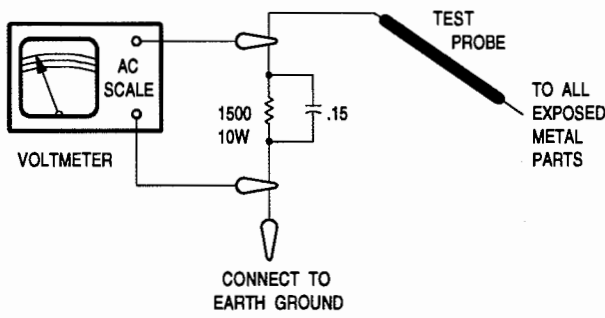 TEST
PROBE
AC
SCALE
TO ALL
EXPOSED
METAL
PARTS
1500
10W
.15
VOLTMETER
CONNECT TO
EARTH GROUND